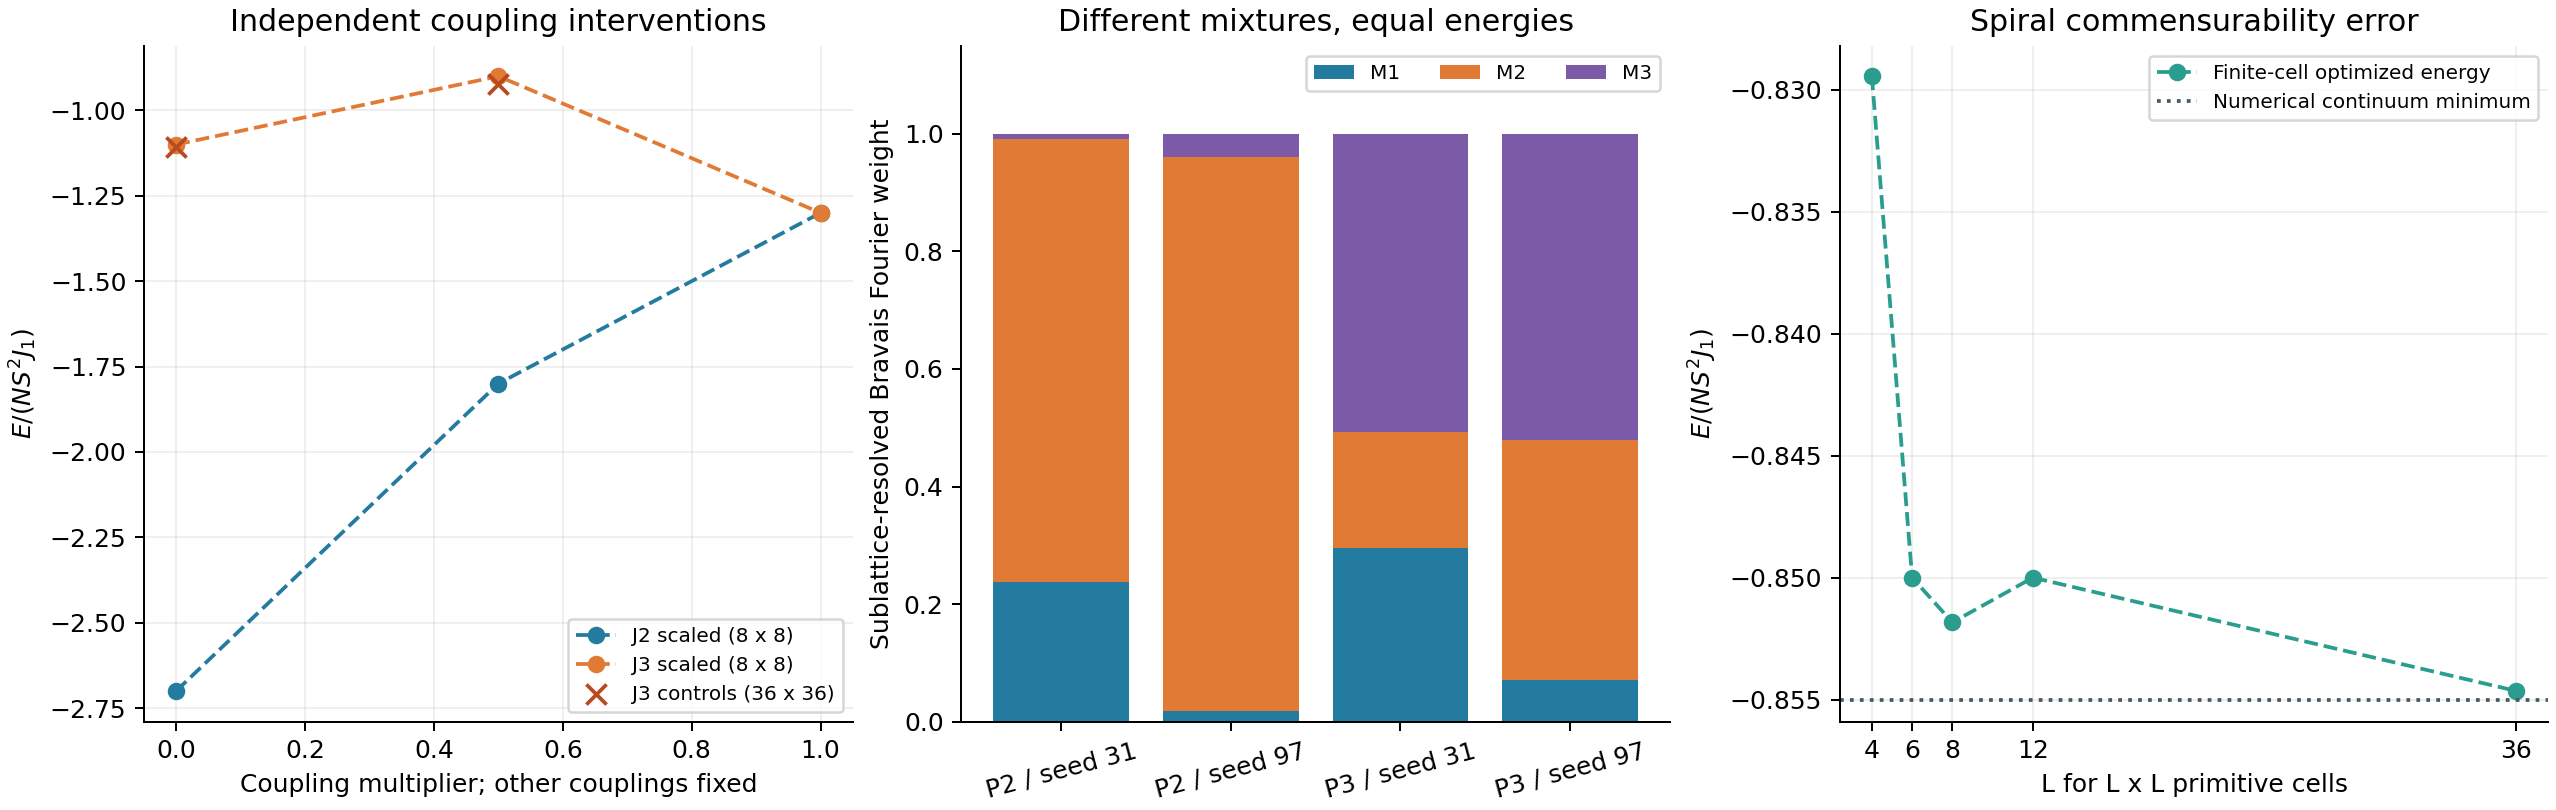 Independent coupling interventions
E/(NS²J₁)
−1.00
−1.25
−1.50
−1.75
−2.00
−2.25
−2.50
−2.75
0.0 0.2 0.4 0.6 0.8 1.0
Coupling multiplier; other couplings fixed
J2 scaled (8 x 8)
J3 scaled (8 x 8)
J3 controls (36 x 36)
Different mixtures, equal energies
Sublattice-resolved Bravais Fourier weight
M1 M2 M3
1.0
0.8
0.6
0.4
0.2
0.0
P2 / seed 31
P2 / seed 97
P3 / seed 31
P3 / seed 97
Spiral commensurability error
E/(NS²J₁)
Finite-cell optimized energy
Numerical continuum minimum
−0.830
−0.835
−0.840
−0.845
−0.850
−0.855
4 6 8 12 36
L for L x L primitive cells